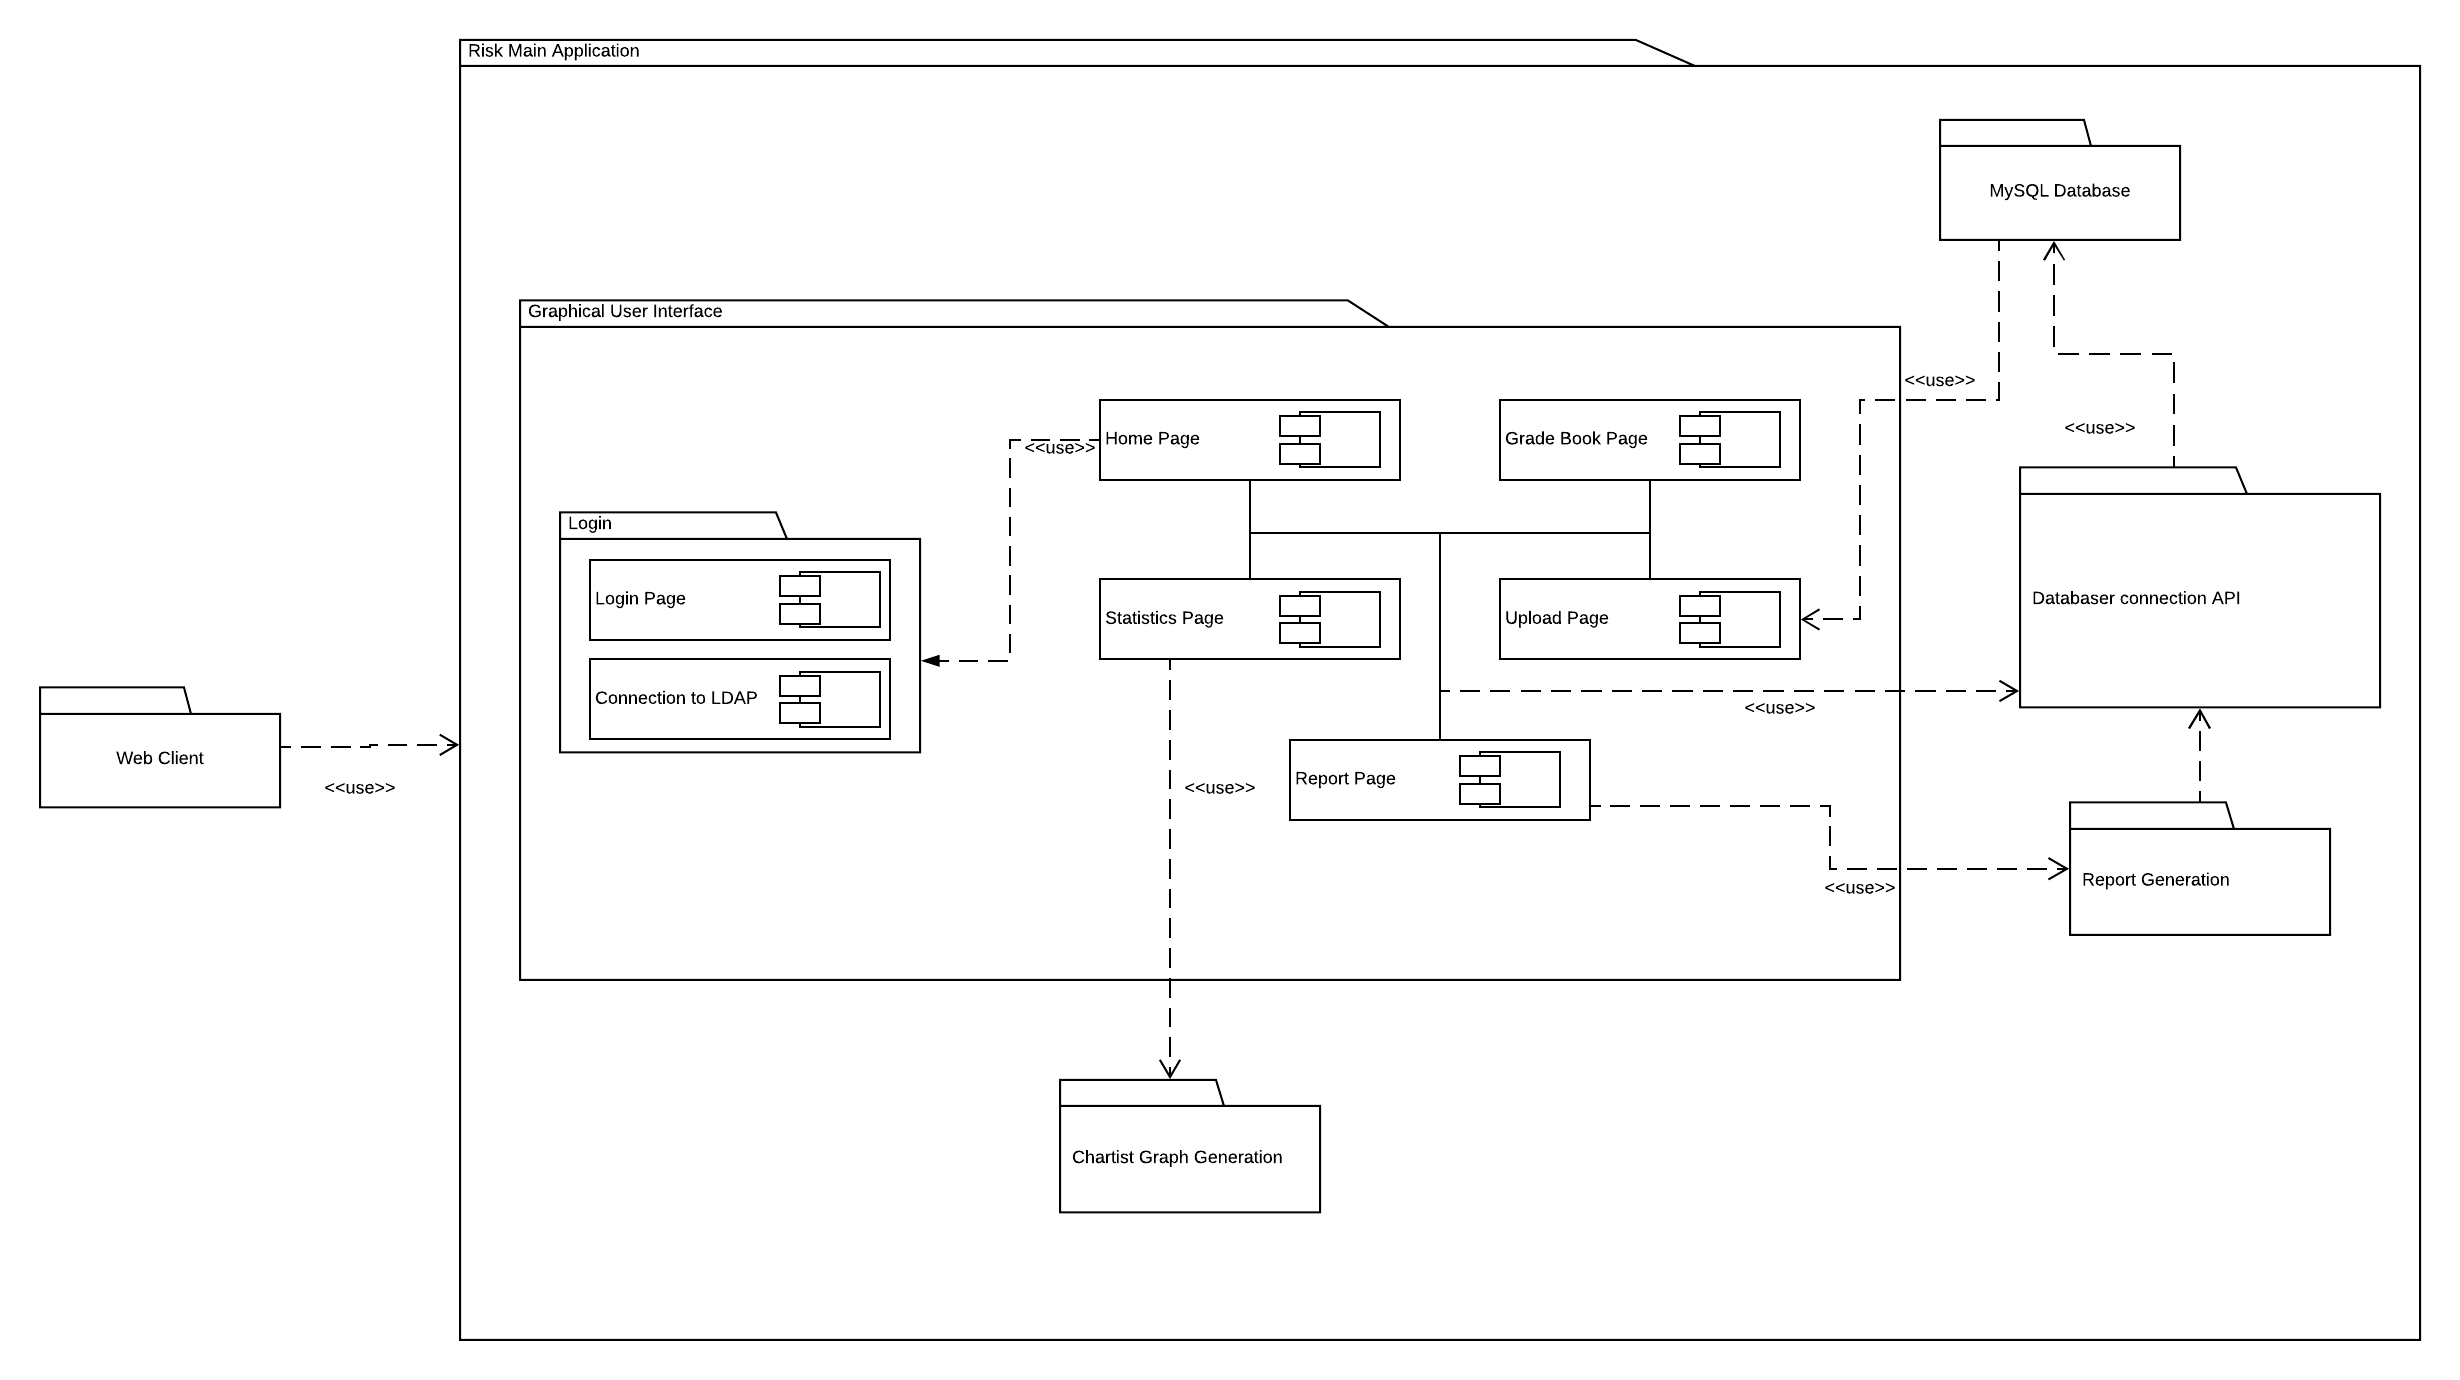 Risk Main Application
MySQL Database
Graphical User Interface
<<use>>
<<use>>
Home Page
<<use>>
Grade Book Page
Login
Login Page
Statistics Page
Upload Page
Databaser connection API
Connection to LDAP
<<use>>
Web Client
<<use>>
<<use>>
Report Page
<<use>>
Report Generation
Chartist Graph Generation